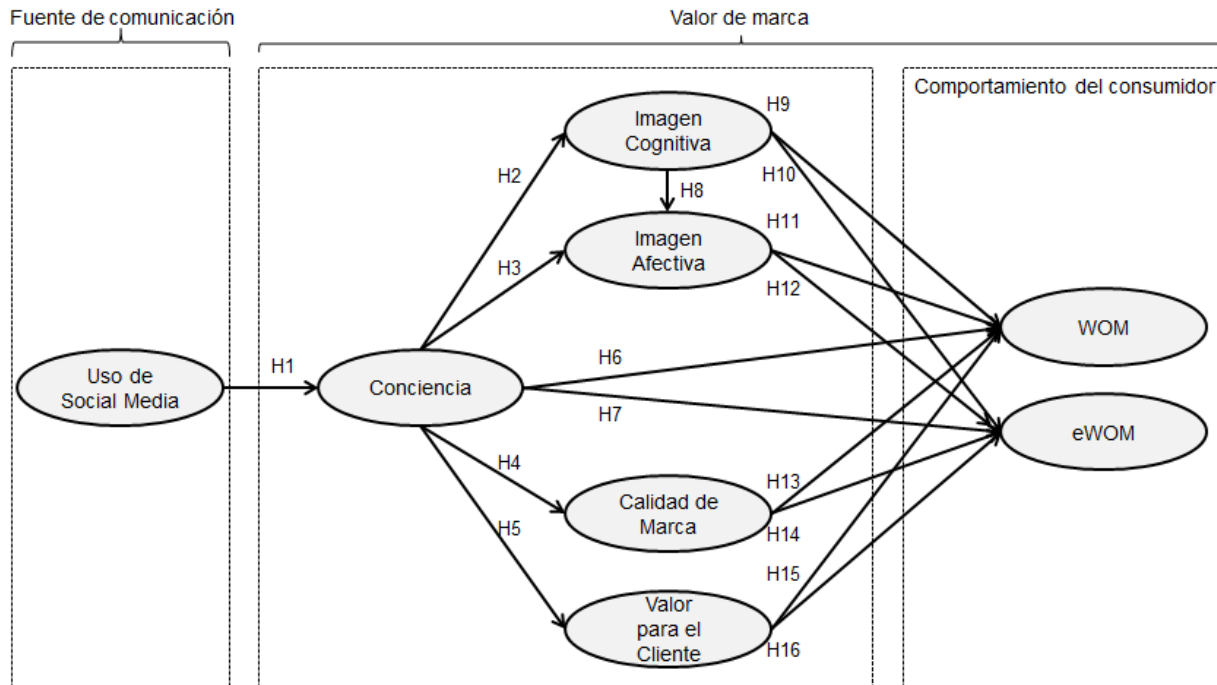 Fuente de comunicación
Valor de marca
Comportamiento del consumidor
Imagen
Cognitiva
H9
H2
H10
H8
H11
Imagen
Afectiva
H3
H12
WOM
H1
H6
Uso de
Social Media
Conciencia
H7
eWOM
H4
H13
Calidad de
Marca
H5
H14
H15
Valor
para el
Cliente
H16